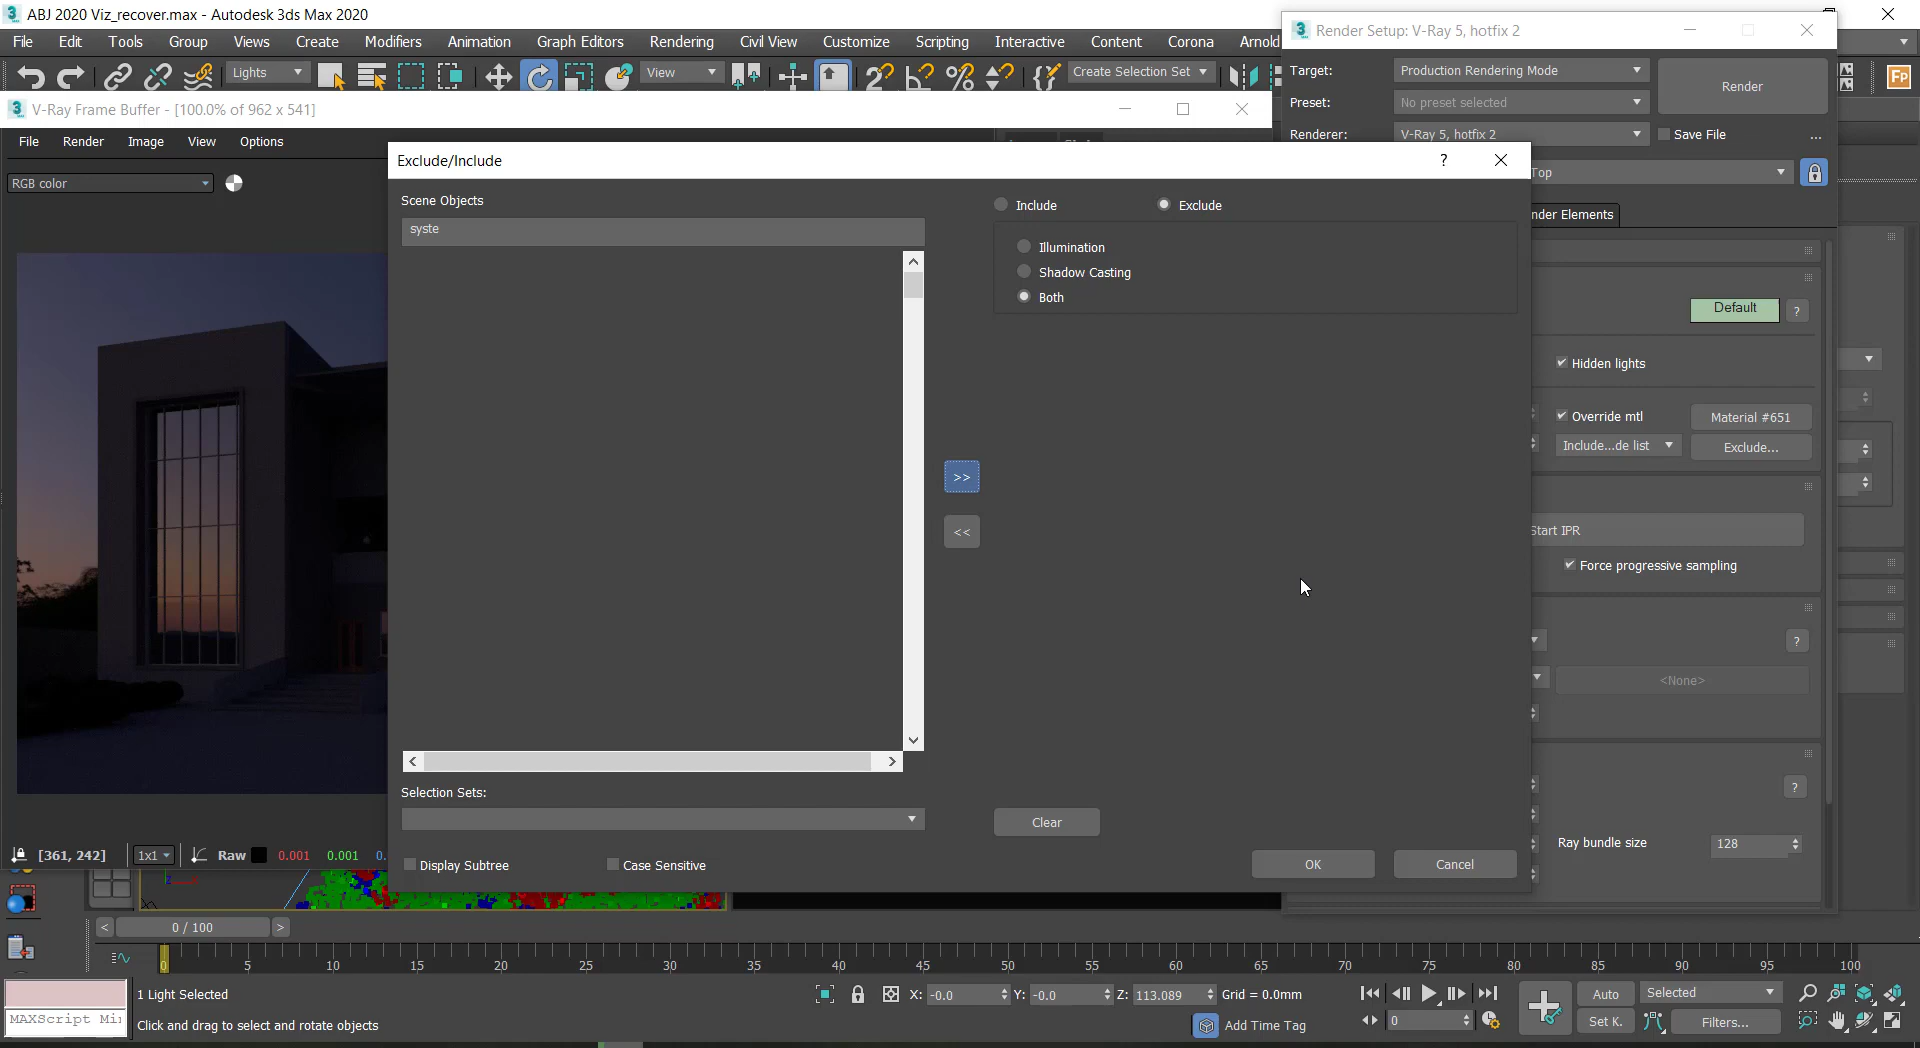 ABJ 2020 Viz_recover.max - Autodesk 3ds Max 2020
File Edit Tools Group Views Create Modifiers Animation Graph Editors Rendering Civil View Customize Scripting Interactive Content Corona Arnold
Lights View Create Selection Set
Render Setup: V-Ray 5, hotfix 2
Target: Production Rendering Mode
Preset: No preset selected
Render
Renderer: V-Ray 5, hotfix 2 Save File ...
V-Ray Frame Buffer - [100.0% of 962 x 541]
File Render Image View Options
RGB color
Exclude/Include ?
Scene Objects
syste
Include Exclude
Illumination
Shadow Casting
Both
>>
<<
Selection Sets:
Clear
Display Subtree Case Sensitive
OK Cancel
Top
nder Elements
Default ?
Hidden lights
Override mtl Material #651
Include...de list Exclude...
Start IPR
Force progressive sampling
?
<None>
?
Ray bundle size 128
[361, 242] 1x1 Raw 0.001 0.001 0.
z
< 0 / 100 >
0 5 10 15 20 25 30 35 40 45 50 55 60 65 70 75 80 85 90 95 100
1 Light Selected X: -0.0 Y: -0.0 Z: 113.089 Grid = 0.0mm Auto Selected
MAXScript Mi
Click and drag to select and rotate objects Add Time Tag 0 Set K. Filters...